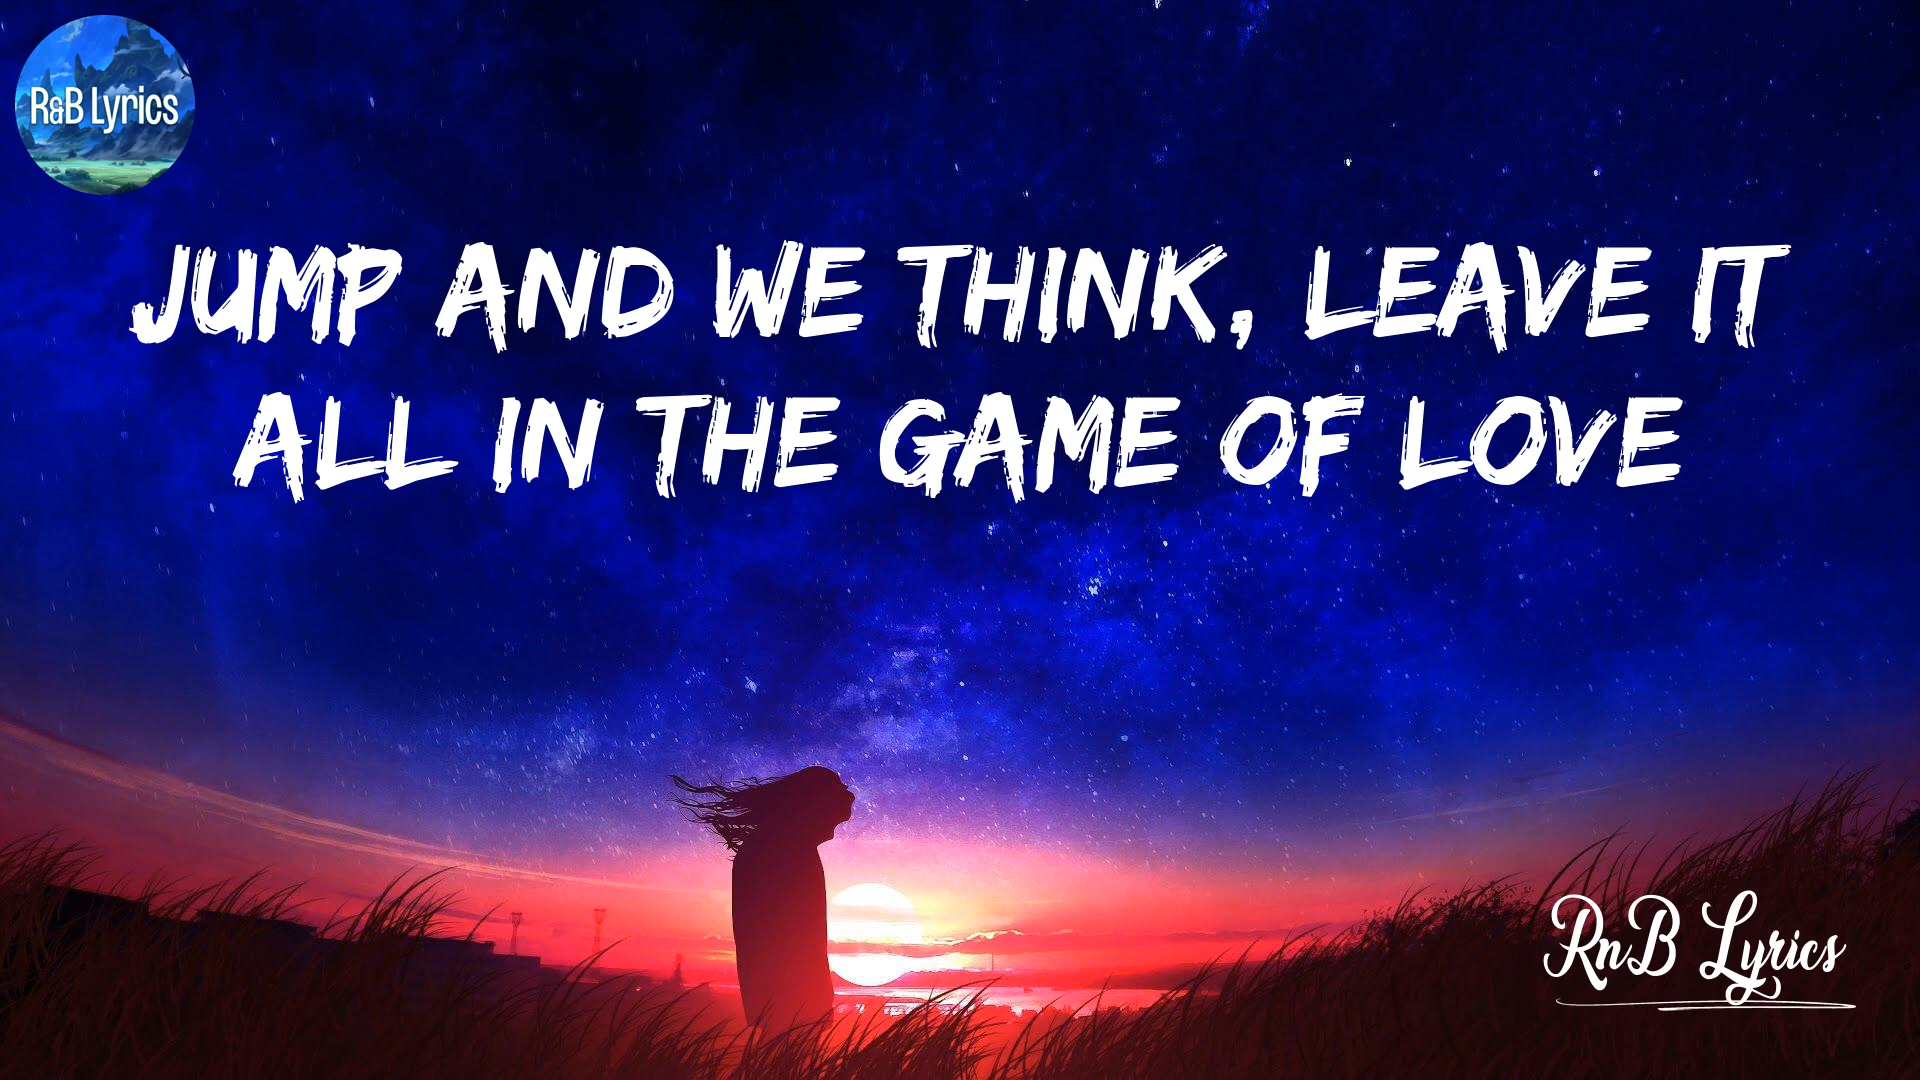 R&B Lyrics
JUMP AND WE THINK, LEAVE IT
ALL IN THE GAME OF LOVE
RnB Lyrics